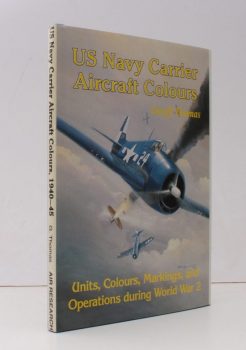 US Navy Carrier
Aircraft Colours
Geoff Thomas
Units, Colours, Markings, and
Operations during World War 2
US Navy Carrier Aircraft Colours, 1940-45 G. Thomas AIR RESEARCH